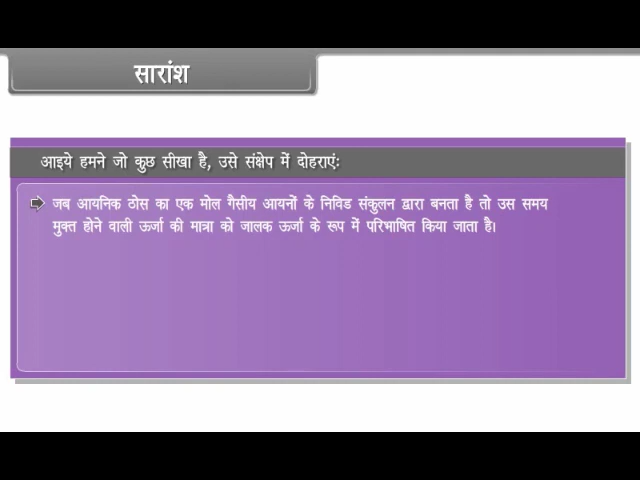 सारांश
आइये हमने जो कुछ सीखा है, उसे संक्षेप में दोहराएं:
जब आयनिक ठोस का एक मोल गैसीय आयनों के निविड संकुलन द्वारा बनता है तो उस समय
मुक्त होने वाली ऊर्जा की मात्रा को जालक ऊर्जा के रूप में परिभाषित किया जाता है।